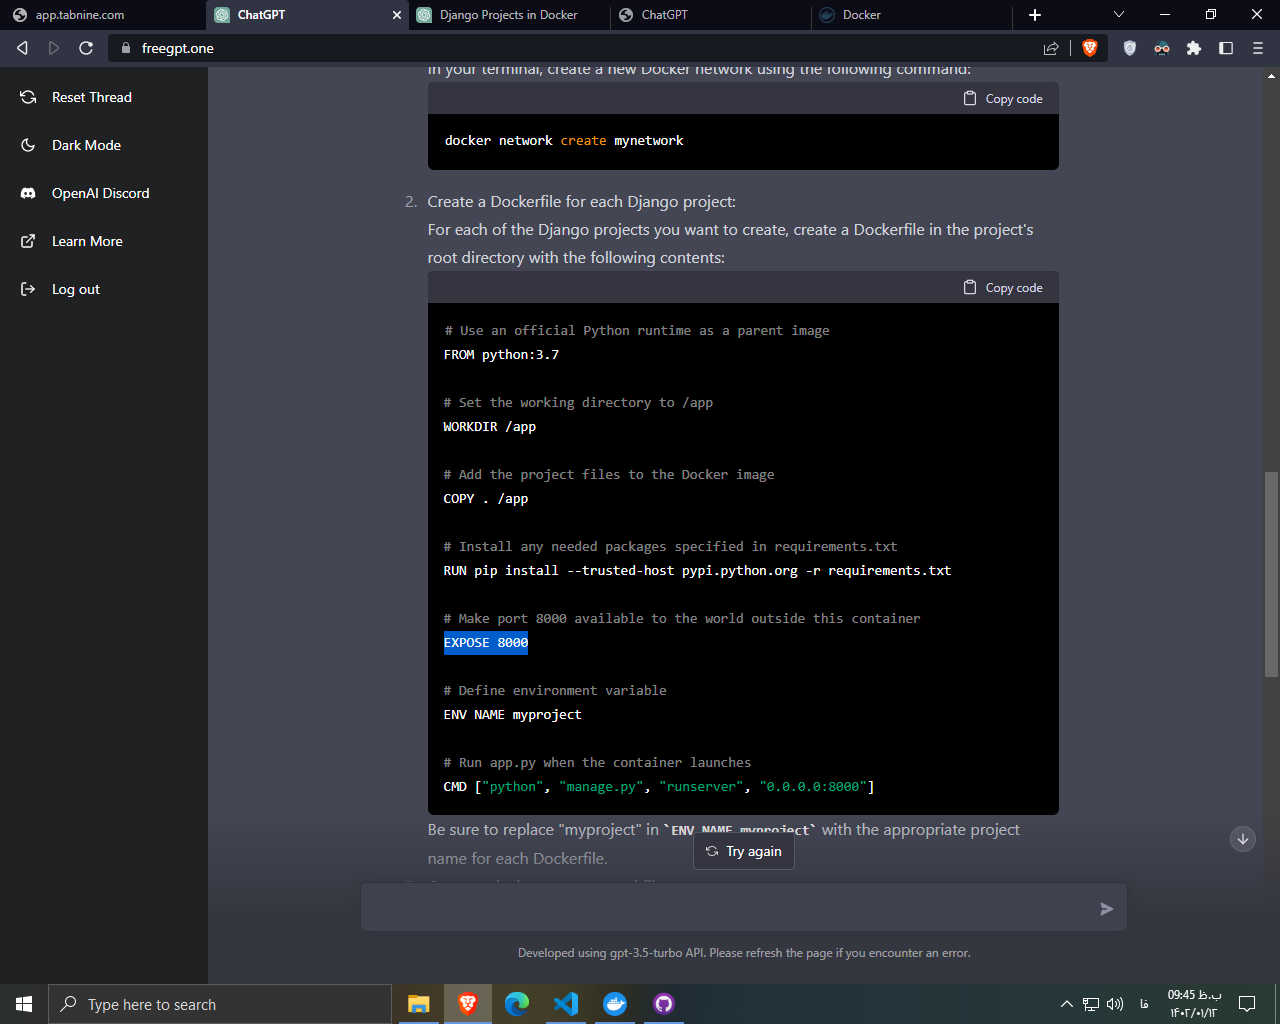 app.tabnine.com
ChatGPT
Django Projects in Docker
ChatGPT
Docker
freegpt.one
Reset Thread
Dark Mode
OpenAI Discord
Learn More
Log out
In your terminal, create a new Docker network using the following command:
Copy code
docker network create mynetwork
2. Create a Dockerfile for each Django project:
For each of the Django projects you want to create, create a Dockerfile in the project's
root directory with the following contents:
Copy code
# Use an official Python runtime as a parent image
FROM python:3.7
# Set the working directory to /app
WORKDIR /app
# Add the project files to the Docker image
COPY . /app
# Install any needed packages specified in requirements.txt
RUN pip install --trusted-host pypi.python.org -r requirements.txt
# Make port 8000 available to the world outside this container
EXPOSE 8000
# Define environment variable
ENV NAME myproject
# Run app.py when the container launches
CMD ["python", "manage.py", "runserver", "0.0.0.0:8000"]
Be sure to replace "myproject" in `ENV NAME myproject` with the appropriate project
name for each Dockerfile.
Try again
Developed using gpt-3.5-turbo API. Please refresh the page if you encounter an error.
Type here to search
فا
09:45 ب.ظ
۱۴۰۲/۰۱/۱۲